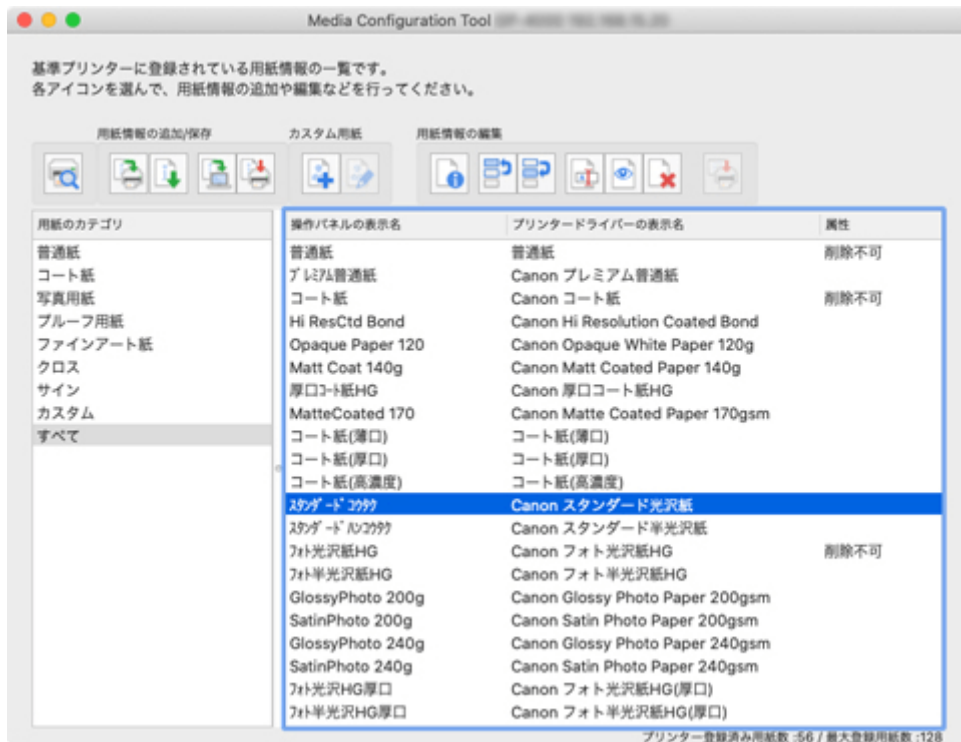 Media Configuration Tool
基準プリンターに登録されている用紙情報の一覧です。
各アイコンを選んで、用紙情報の追加や編集などを行ってください。
用紙情報の追加/保存 カスタム用紙 用紙情報の編集
用紙のカテゴリ
普通紙
コート紙
写真用紙
プルーフ用紙
ファインアート紙
クロス
サイン
カスタム
すべて
操作パネルの表示名 プリンタードライバーの表示名 属性
普通紙 普通紙 削除不可
プレミアム普通紙 Canon プレミアム普通紙
コート紙 Canon コート紙 削除不可
Hi ResCtd Bond Canon Hi Resolution Coated Bond
Opaque Paper 120 Canon Opaque White Paper 120g
Matt Coat 140g Canon Matt Coated Paper 140g
厚口ｺｰﾄ紙HG Canon 厚口コート紙HG
MatteCoated 170 Canon Matte Coated Paper 170gsm
コート紙(薄口) コート紙(薄口)
コート紙(厚口) コート紙(厚口)
コート紙(高濃度) コート紙(高濃度)
ｽﾀﾝﾀﾞｰﾄﾞｺｳﾀｸ Canon スタンダード光沢紙
ｽﾀﾝﾀﾞｰﾄﾞﾊﾝｺｳﾀｸ Canon スタンダード半光沢紙
ﾌｫﾄ光沢紙HG Canon フォト光沢紙HG 削除不可
ﾌｫﾄ半光沢紙HG Canon フォト半光沢紙HG
GlossyPhoto 200g Canon Glossy Photo Paper 200gsm
SatinPhoto 200g Canon Satin Photo Paper 200gsm
GlossyPhoto 240g Canon Glossy Photo Paper 240gsm
SatinPhoto 240g Canon Satin Photo Paper 240gsm
ﾌｫﾄ光沢HG厚口 Canon フォト光沢紙HG(厚口)
ﾌｫﾄ半光沢HG厚口 Canon フォト半光沢紙HG(厚口)
プリンター登録済み用紙数 :56 / 最大登録用紙数 :128